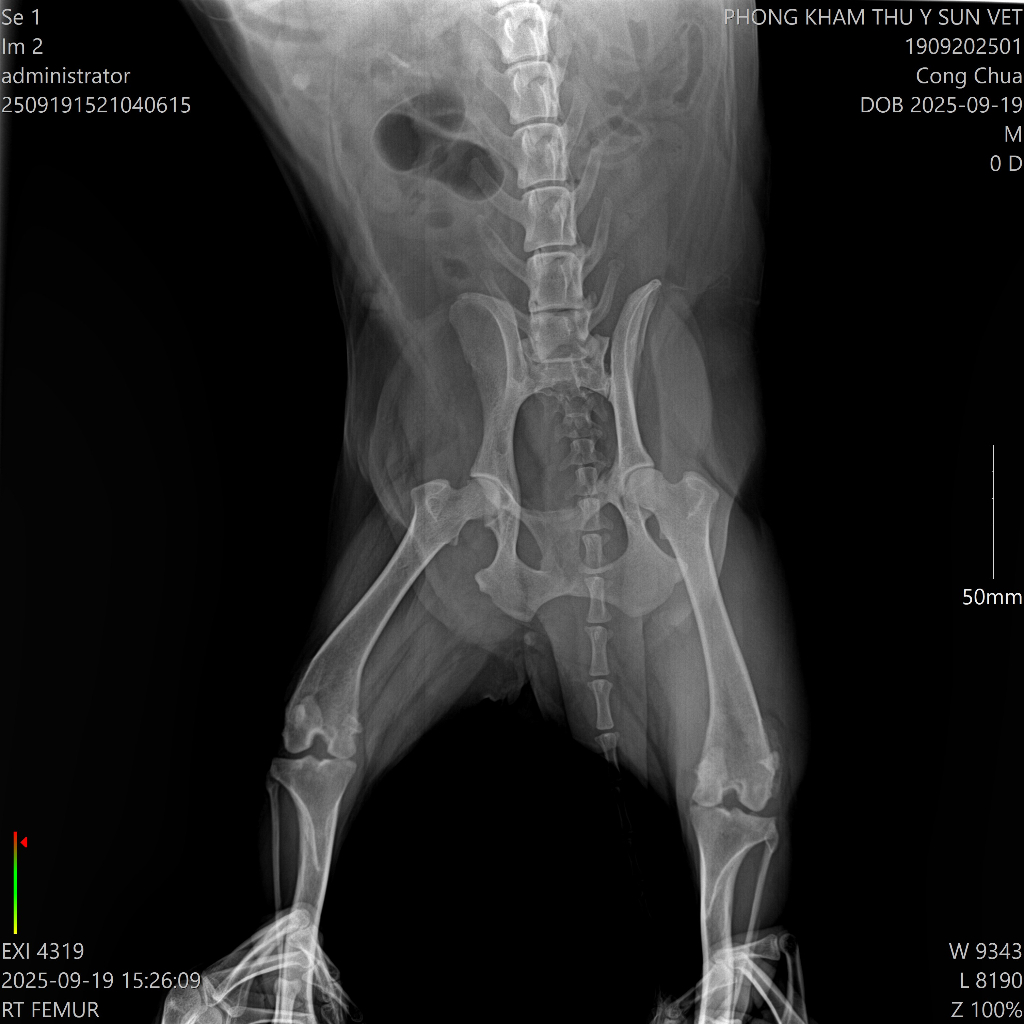 Se 1
Im 2
administrator
2509191521040615
PHONG KHAM THU Y SUN VET
1909202501
Cong Chua
DOB 2025-09-19
M
0 D
50mm
EXI 4319
2025-09-19 15:26:09
RT FEMUR
W 9343
L 8190
Z 100%